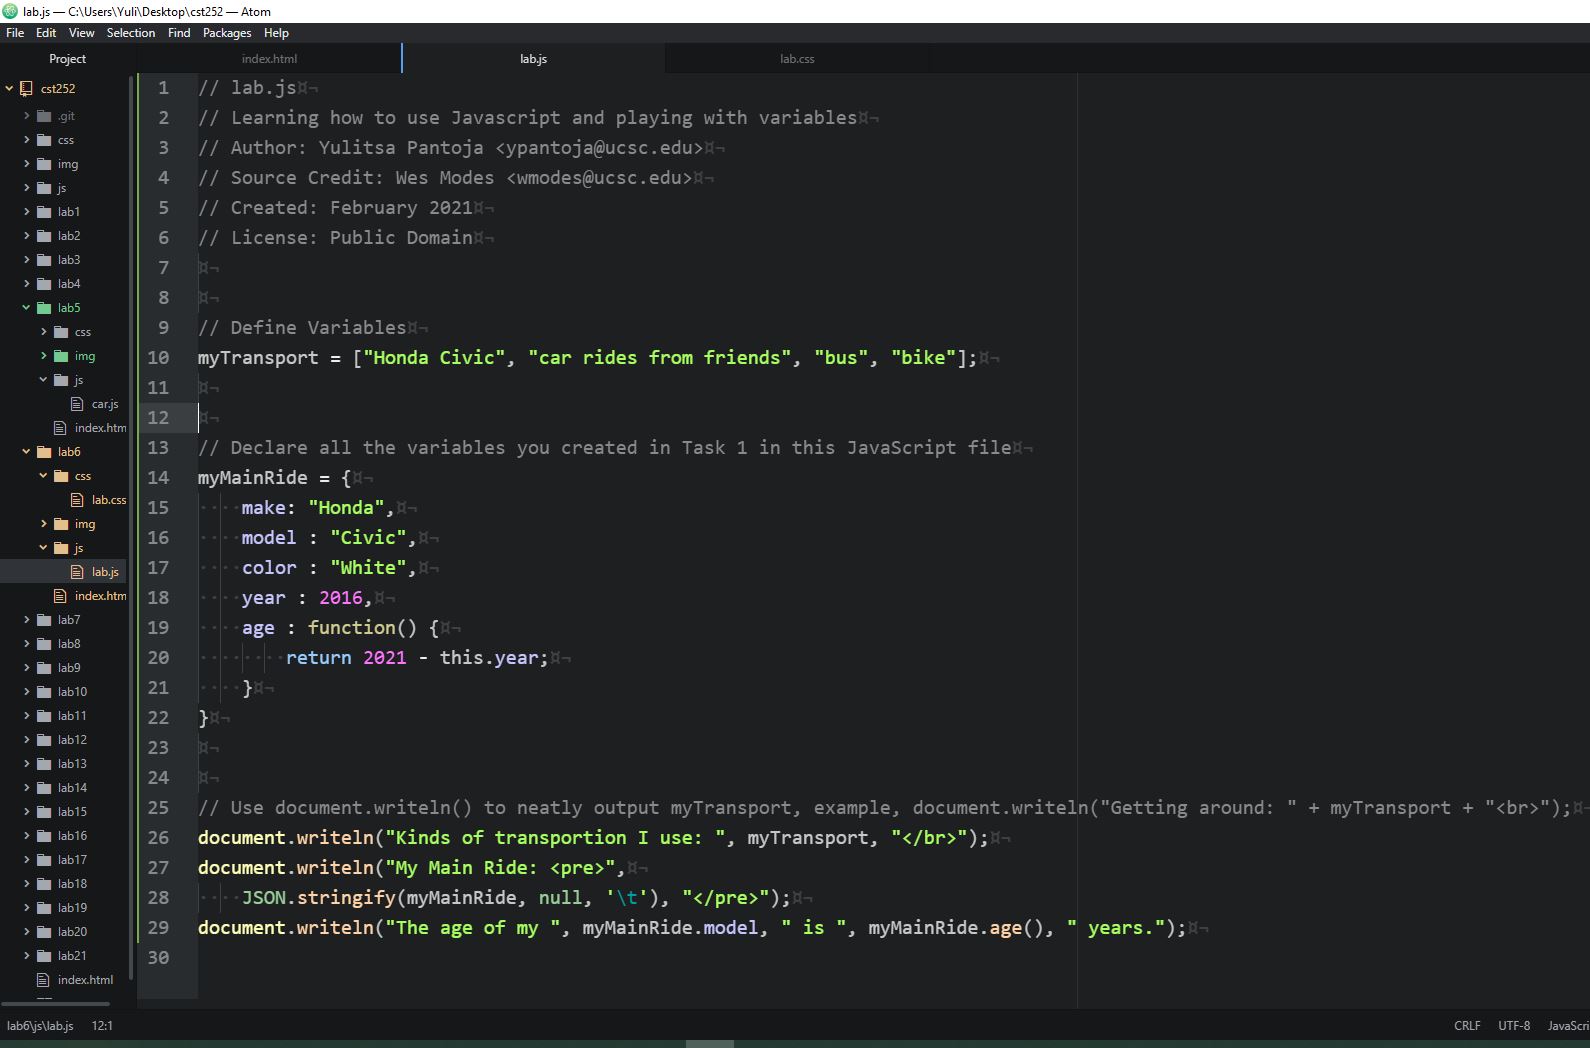 lab.js — C:\Users\Yuli\Desktop\cst252 — Atom
File Edit View Selection Find Packages Help
Project
index.html
lab.js
lab.css
cst252
.git
css
img
js
lab1
lab2
lab3
lab4
lab5
css
img
js
car.js
index.htm
lab6
css
lab.css
img
js
lab.js
index.htm
lab7
lab8
lab9
lab10
lab11
lab12
lab13
lab14
lab15
lab16
lab17
lab18
lab19
lab20
lab21
index.html
1 // lab.js¤¬
2 // Learning how to use Javascript and playing with variables¤¬
3 // Author: Yulitsa Pantoja <ypantoja@ucsc.edu>¤¬
4 // Source Credit: Wes Modes <wmodes@ucsc.edu>¤¬
5 // Created: February 2021¤¬
6 // License: Public Domain¤¬
7 ¤¬
8 ¤¬
9 // Define Variables¤¬
10 myTransport = ["Honda Civic", "car rides from friends", "bus", "bike"];¤¬
11 ¤¬
12 ¤¬
13 // Declare all the variables you created in Task 1 in this JavaScript file¤¬
14 myMainRide = {¤¬
15 ····make: "Honda",¤¬
16 ····model : "Civic",¤¬
17 ····color : "White",¤¬
18 ····year : 2016,¤¬
19 ····age : function() {¤¬
20 ········return 2021 - this.year;¤¬
21 ····}¤¬
22 }¤¬
23 ¤¬
24 ¤¬
25 // Use document.writeln() to neatly output myTransport, example, document.writeln("Getting around: " + myTransport + "<br>");¤¬
26 document.writeln("Kinds of transportion I use: ", myTransport, "</br>");¤¬
27 document.writeln("My Main Ride: <pre>",¤¬
28 ····JSON.stringify(myMainRide, null, '\t'), "</pre>");¤¬
29 document.writeln("The age of my ", myMainRide.model, " is ", myMainRide.age(), " years.");¤¬
30
lab6\js\lab.js 12:1
CRLF UTF-8 JavaScri